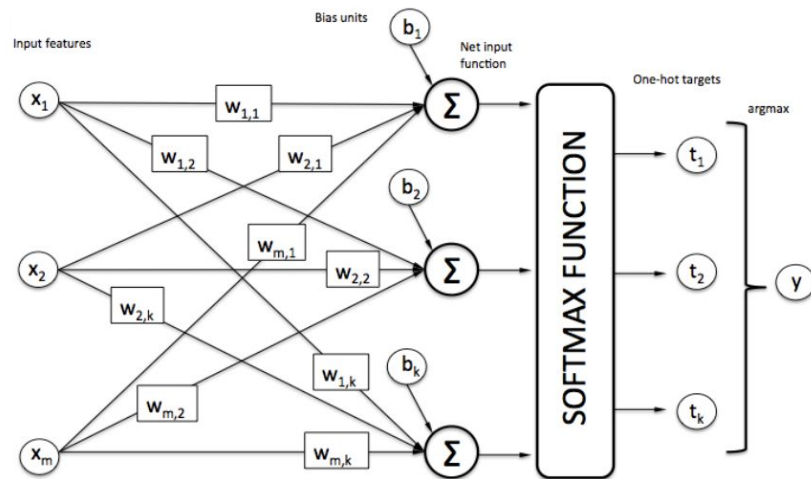 Input features
Bias units
b1
Net input
function
One-hot targets
argmax
x1
w1,1
Σ
w1,2
w2,1
t1
b2
SOFTMAX FUNCTION
x2
wm,1
w2,2
Σ
t2
y
w2,k
w1,k
bk
wm,2
tk
xm
wm,k
Σ